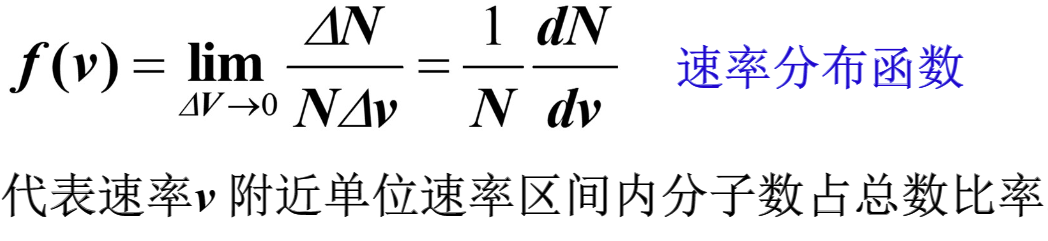 f(v) = lim_{ΔV→0} ΔN / NΔv = 1/N dN/dv 速率分布函数
代表速率v 附近单位速率区间内分子数占总数比率